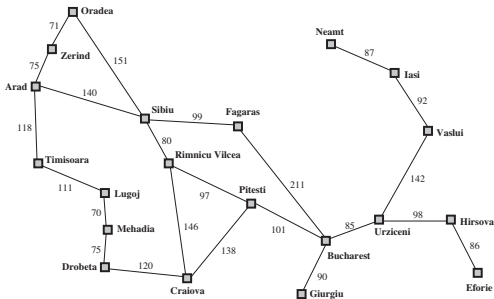 Oradea
71
Neamt
Zerind
87
151
75
Iasi
Arad
140
92
Sibiu
99
Fagaras
118
80
Vaslui
Timisoara
Rimnicu Vilcea
111
Lugoj
97
Pitesti
211
142
70
98
Hirsova
85
Mehadia
146
101
Urziceni
75
138
86
Bucharest
120
90
Drobeta
Eforie
Craiova
Giurgiu